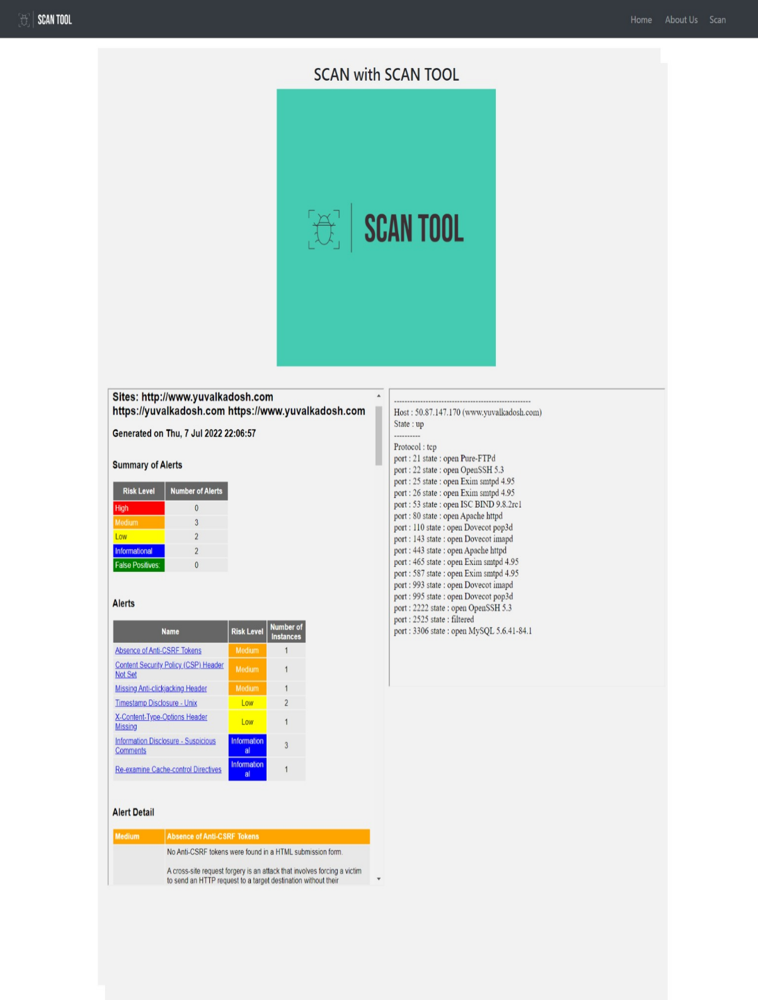 SCAN TOOL
Home About Us Scan
SCAN with SCAN TOOL
SCAN TOOL
Sites: http://www.yuvalkadosh.com
https://yuvalkadosh.com https://www.yuvalkadosh.com
Generated on Thu, 7 Jul 2022 22:06:57
Summary of Alerts
Risk Level Number of Alerts
High 0
Medium 3
Low 2
Informational 2
False Positives: 0
Alerts
Name Risk Level Number of
Instances
Absence of Anti-CSRF Tokens Medium 1
Content Security Policy (CSP) Header
Not Set Medium 1
Missing Anti-clickjacking Header Medium 1
Timestamp Disclosure - Unix Low 2
X-Content-Type-Options Header
Missing Low 1
Information Disclosure - Suspicious
Comments Information
al 3
Re-examine Cache-control Directives Information
al 1
Alert Detail
Medium Absence of Anti-CSRF Tokens
No Anti-CSRF tokens were found in a HTML submission form.
A cross-site request forgery is an attack that involves forcing a victim
to send an HTTP request to a target destination without their
----------------------------------------------------
Host : 50.87.147.170 (www.yuvalkadosh.com)
State : up
----------
Protocol : tcp
port : 21 state : open Pure-FTPd
port : 22 state : open OpenSSH 5.3
port : 25 state : open Exim smtpd 4.95
port : 26 state : open Exim smtpd 4.95
port : 53 state : open ISC BIND 9.8.2rc1
port : 80 state : open Apache httpd
port : 110 state : open Dovecot pop3d
port : 143 state : open Dovecot imapd
port : 443 state : open Apache httpd
port : 465 state : open Exim smtpd 4.95
port : 587 state : open Exim smtpd 4.95
port : 993 state : open Dovecot imapd
port : 995 state : open Dovecot pop3d
port : 2222 state : open OpenSSH 5.3
port : 2525 state : filtered
port : 3306 state : open MySQL 5.6.41-84.1